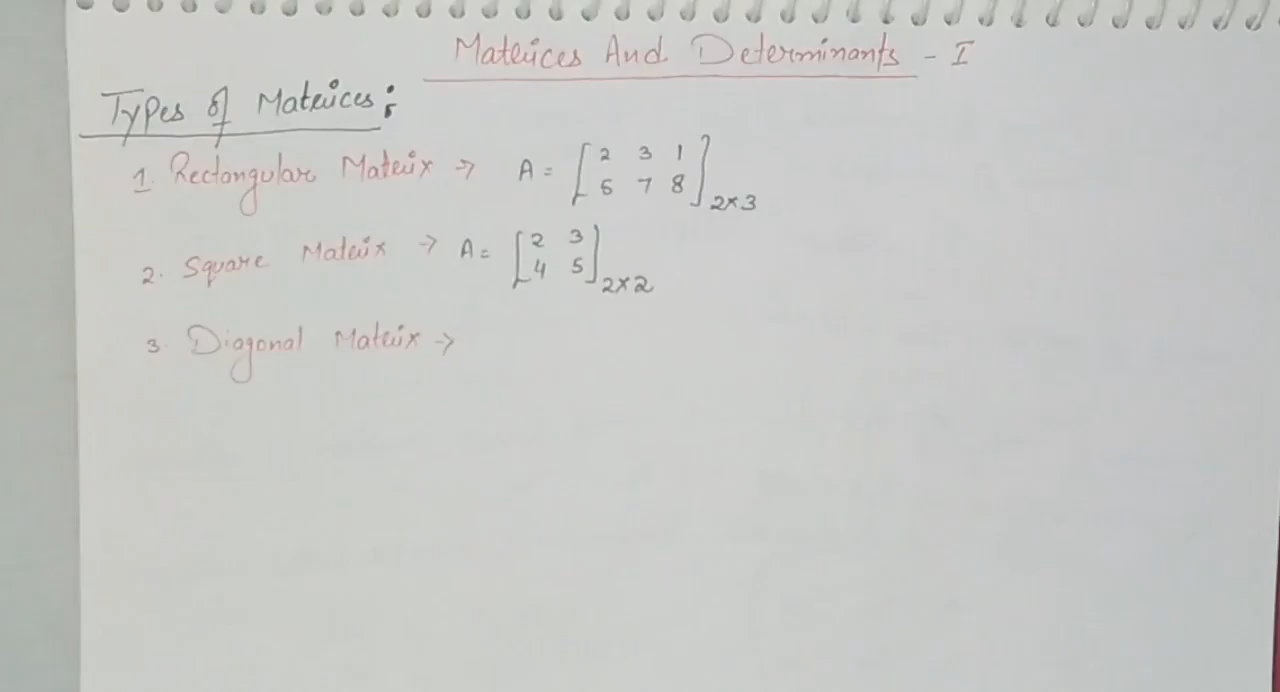 Matrices And Determinants - I
Types of Matrices:
1. Rectangular Matrix → A = [2 3 1
6 7 8] 2×3
2. Square Matrix → A = [2 3
4 5] 2×2
3. Diagonal Matrix →